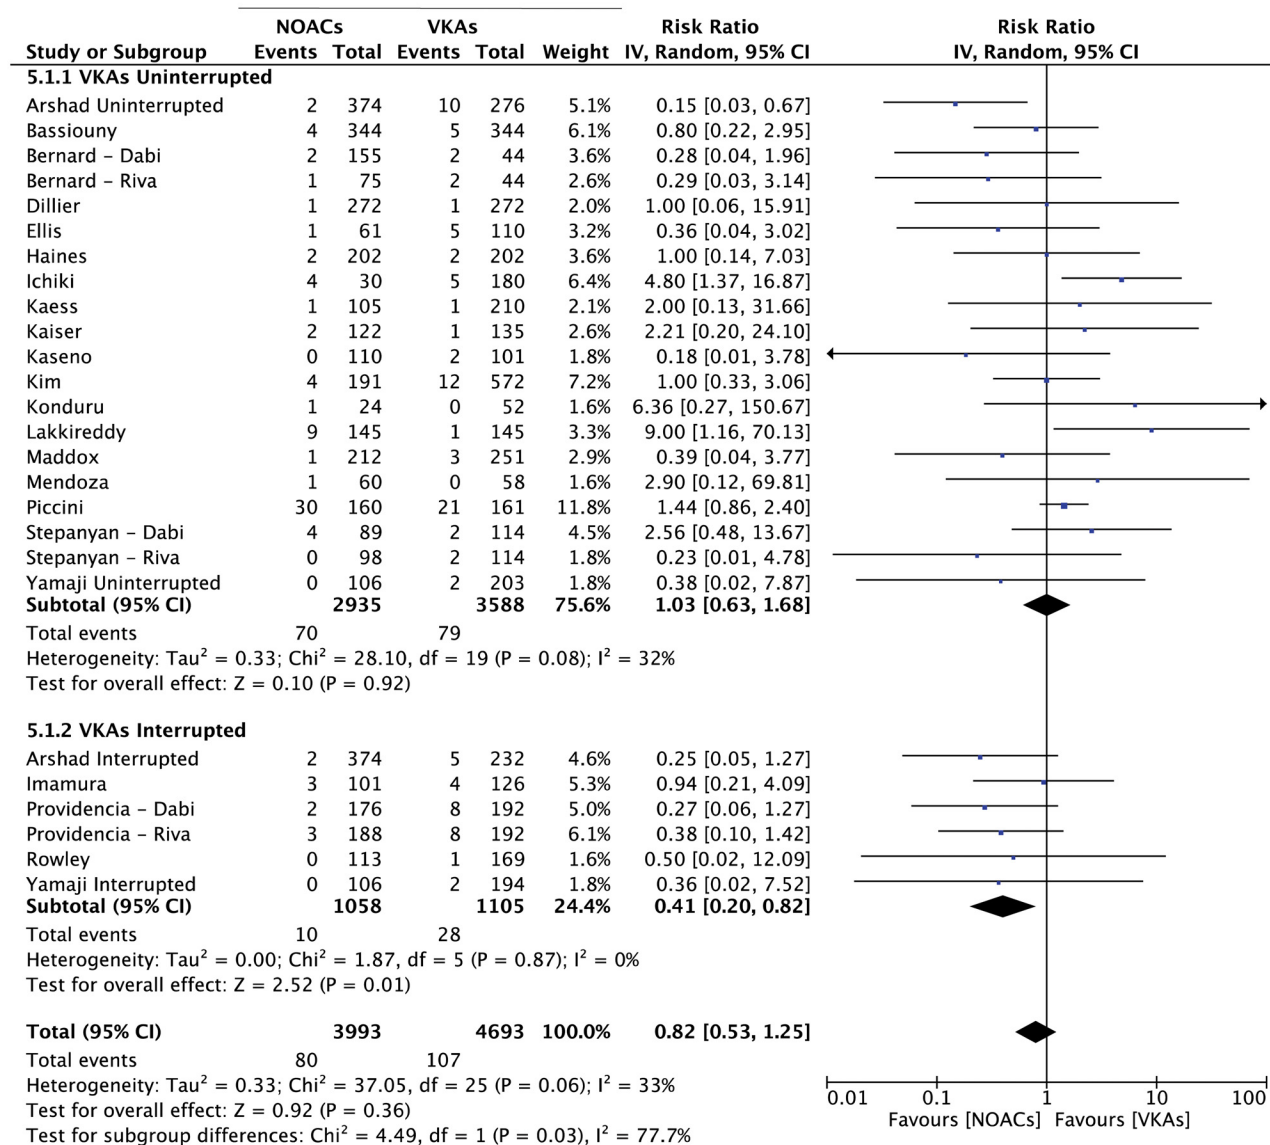 NOACs VKAs Risk Ratio Risk Ratio
Study or Subgroup Events Total Events Total Weight IV, Random, 95% CI IV, Random, 95% CI
5.1.1 VKAs Uninterrupted
Arshad Uninterrupted 2 374 10 276 5.1% 0.15 [0.03, 0.67]
Bassiouny 4 344 5 344 6.1% 0.80 [0.22, 2.95]
Bernard – Dabi 2 155 2 44 3.6% 0.28 [0.04, 1.96]
Bernard – Riva 1 75 2 44 2.6% 0.29 [0.03, 3.14]
Dillier 1 272 1 272 2.0% 1.00 [0.06, 15.91]
Ellis 1 61 5 110 3.2% 0.36 [0.04, 3.02]
Haines 2 202 2 202 3.6% 1.00 [0.14, 7.03]
Ichiki 4 30 5 180 6.4% 4.80 [1.37, 16.87]
Kaess 1 105 1 210 2.1% 2.00 [0.13, 31.66]
Kaiser 2 122 1 135 2.6% 2.21 [0.20, 24.10]
Kaseno 0 110 2 101 1.8% 0.18 [0.01, 3.78]
Kim 4 191 12 572 7.2% 1.00 [0.33, 3.06]
Konduru 1 24 0 52 1.6% 6.36 [0.27, 150.67]
Lakkireddy 9 145 1 145 3.3% 9.00 [1.16, 70.13]
Maddox 1 212 3 251 2.9% 0.39 [0.04, 3.77]
Mendoza 1 60 0 58 1.6% 2.90 [0.12, 69.81]
Piccini 30 160 21 161 11.8% 1.44 [0.86, 2.40]
Stepanyan – Dabi 4 89 2 114 4.5% 2.56 [0.48, 13.67]
Stepanyan – Riva 0 98 2 114 1.8% 0.23 [0.01, 4.78]
Yamaji Uninterrupted 0 106 2 203 1.8% 0.38 [0.02, 7.87]
Subtotal (95% CI) 2935 3588 75.6% 1.03 [0.63, 1.68]
Total events 70 79
Heterogeneity: Tau² = 0.33; Chi² = 28.10, df = 19 (P = 0.08); I² = 32%
Test for overall effect: Z = 0.10 (P = 0.92)
5.1.2 VKAs Interrupted
Arshad Interrupted 2 374 5 232 4.6% 0.25 [0.05, 1.27]
Imamura 3 101 4 126 5.3% 0.94 [0.21, 4.09]
Providencia – Dabi 2 176 8 192 5.0% 0.27 [0.06, 1.27]
Providencia – Riva 3 188 8 192 6.1% 0.38 [0.10, 1.42]
Rowley 0 113 1 169 1.6% 0.50 [0.02, 12.09]
Yamaji Interrupted 0 106 2 194 1.8% 0.36 [0.02, 7.52]
Subtotal (95% CI) 1058 1105 24.4% 0.41 [0.20, 0.82]
Total events 10 28
Heterogeneity: Tau² = 0.00; Chi² = 1.87, df = 5 (P = 0.87); I² = 0%
Test for overall effect: Z = 2.52 (P = 0.01)
Total (95% CI) 3993 4693 100.0% 0.82 [0.53, 1.25]
Total events 80 107
Heterogeneity: Tau² = 0.33; Chi² = 37.05, df = 25 (P = 0.06); I² = 33%
Test for overall effect: Z = 0.92 (P = 0.36)
Test for subgroup differences: Chi² = 4.49, df = 1 (P = 0.03), I² = 77.7%
0.01 0.1 1 10 100
Favours [NOACs] Favours [VKAs]